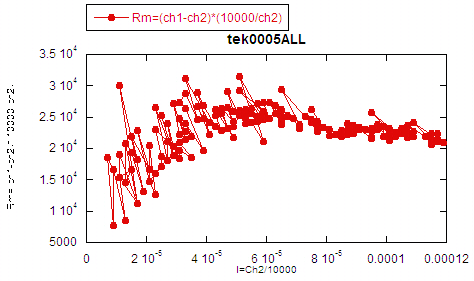 Rm=(ch1-ch2)*(10000/ch2)
tek0005ALL
3.5 10⁴
3 10⁴
2.5 10⁴
2 10⁴
1.5 10⁴
1 10⁴
5000
0 2 10⁻⁵ 4 10⁻⁵ 6 10⁻⁵ 8 10⁻⁵ 0.0001 0.00012
I=Ch2/10000